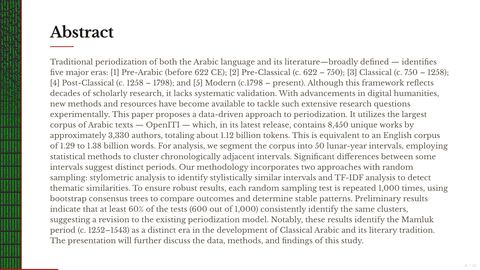 Abstract
Traditional periodization of both the Arabic language and its literature—broadly defined — identifies
five major eras: [1] Pre-Arabic (before 622 CE); [2] Pre-Classical (c. 622 – 750); [3] Classical (c. 750 – 1258);
[4] Post-Classical (c. 1258 – 1798); and [5] Modern (c.1798 – present). Although this framework reflects
decades of scholarly research, it lacks systematic validation. With advancements in digital humanities,
new methods and resources have become available to tackle such extensive research questions
experimentally. This paper proposes a data-driven approach to periodization. It utilizes the largest
corpus of Arabic texts — OpenITI — which, in its latest release, contains 8,450 unique works by
approximately 3,330 authors, totaling about 1.12 billion tokens. This is equivalent to an English corpus
of 1.29 to 1.38 billion words. For analysis, we segment the corpus into 50 lunar-year intervals, employing
statistical methods to cluster chronologically adjacent intervals. Significant differences between some
intervals suggest distinct periods. Our methodology incorporates two approaches with random
sampling: stylometric analysis to identify stylistically similar intervals and TF-IDF analysis to detect
thematic similarities. To ensure robust results, each random sampling test is repeated 1,000 times, using
bootstrap consensus trees to compare outcomes and determine stable patterns. Preliminary results
indicate that at least 60% of the tests (600 out of 1,000) consistently identify the same clusters,
suggesting a revision to the existing periodization model. Notably, these results identify the Mamluk
period (c. 1252–1543) as a distinct era in the development of Classical Arabic and its literary tradition.
The presentation will further discuss the data, methods, and findings of this study.